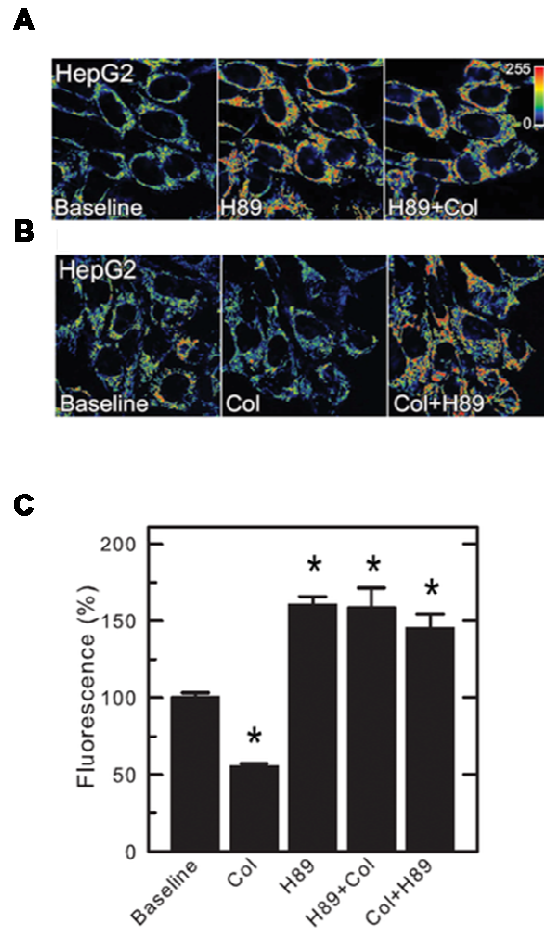 A
HepG2
255
0
Baseline
H89
H89+Col
B
HepG2
Baseline
Col
Col+H89
C
Fluorescence (%)
200
150
100
50
0
*
*
*
*
Baseline
Col
H89
H89+Col
Col+H89